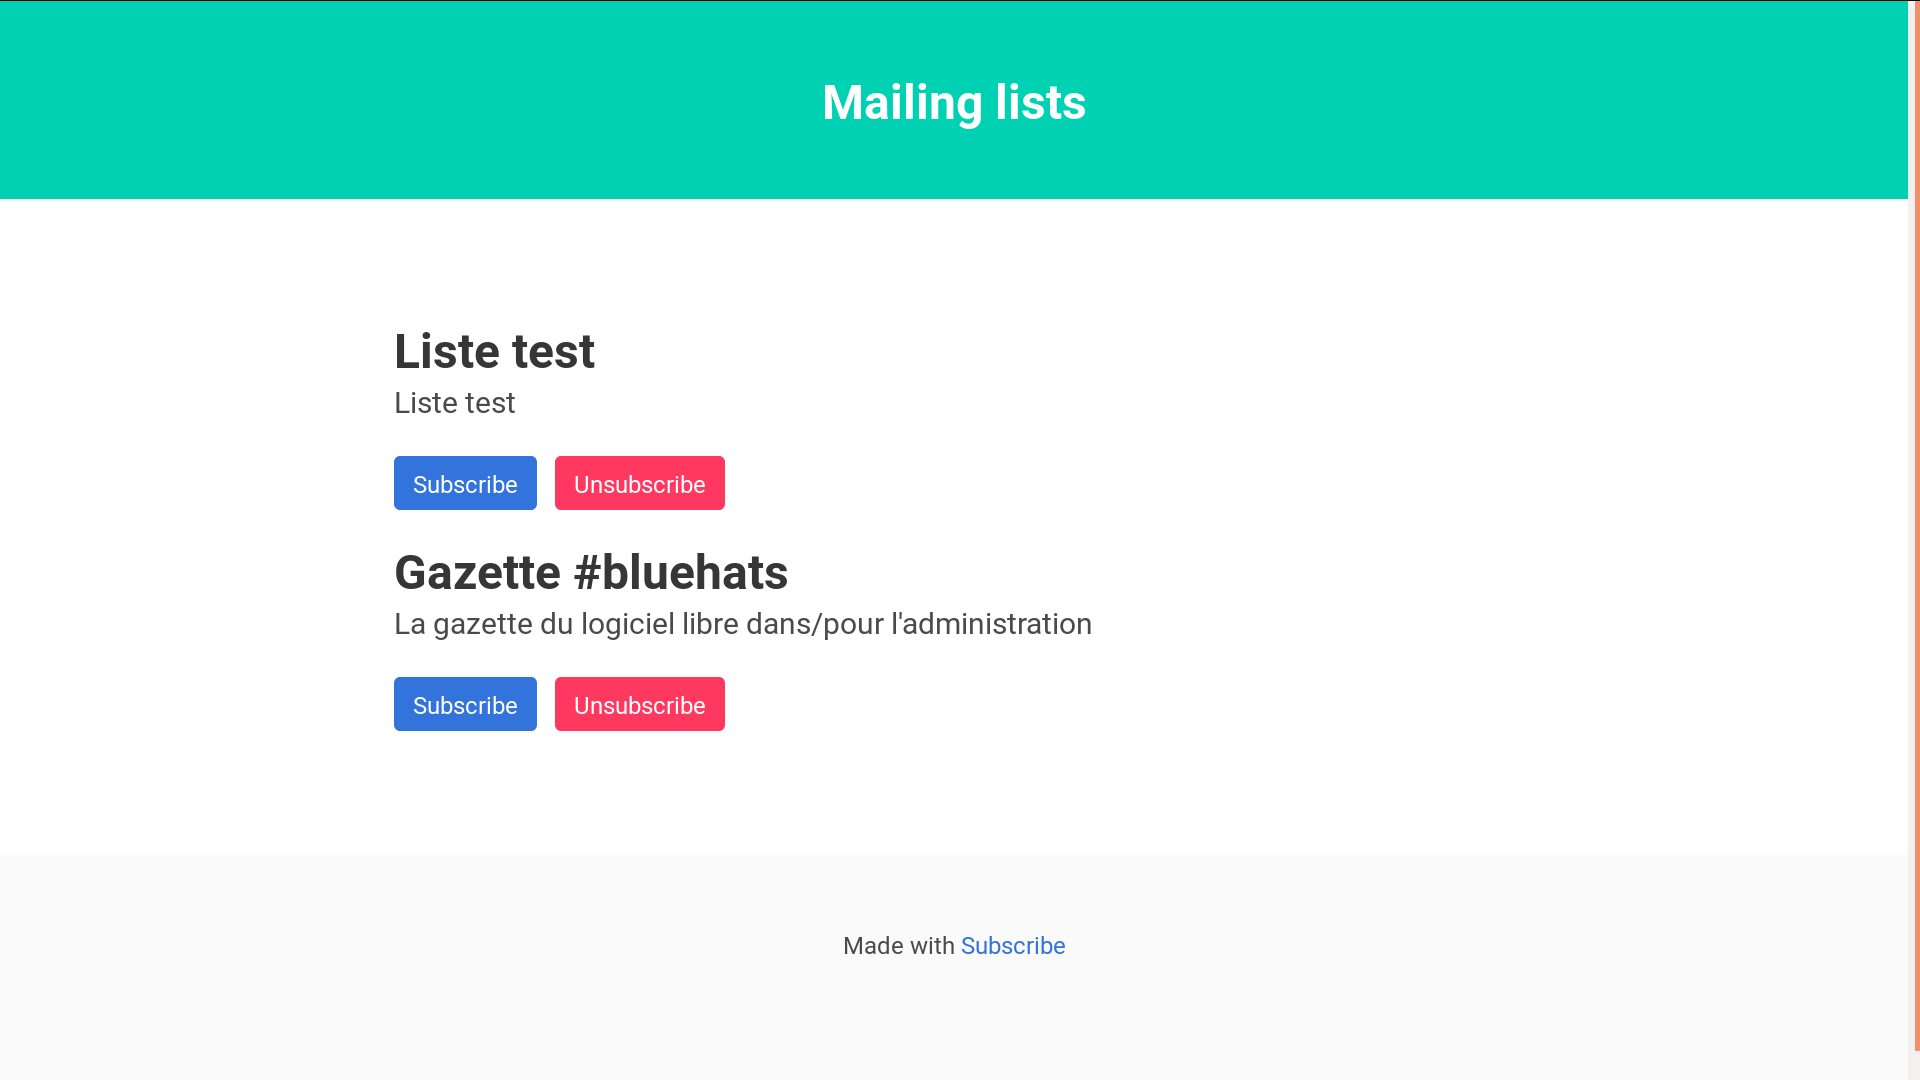 Mailing lists
Liste test
Liste test
Subscribe Unsubscribe
Gazette #bluehats
La gazette du logiciel libre dans/pour l'administration
Subscribe Unsubscribe
Made with Subscribe